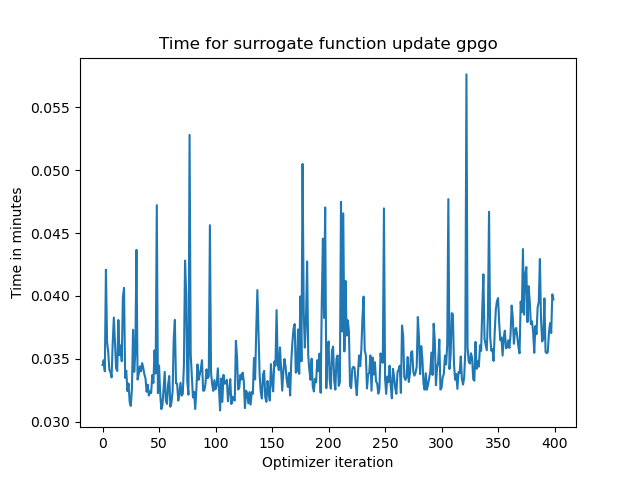 Time for surrogate function update gpgo
0.055
0.050
0.045
0.040
0.035
0.030
Time in minutes
0 50 100 150 200 250 300 350 400
Optimizer iteration